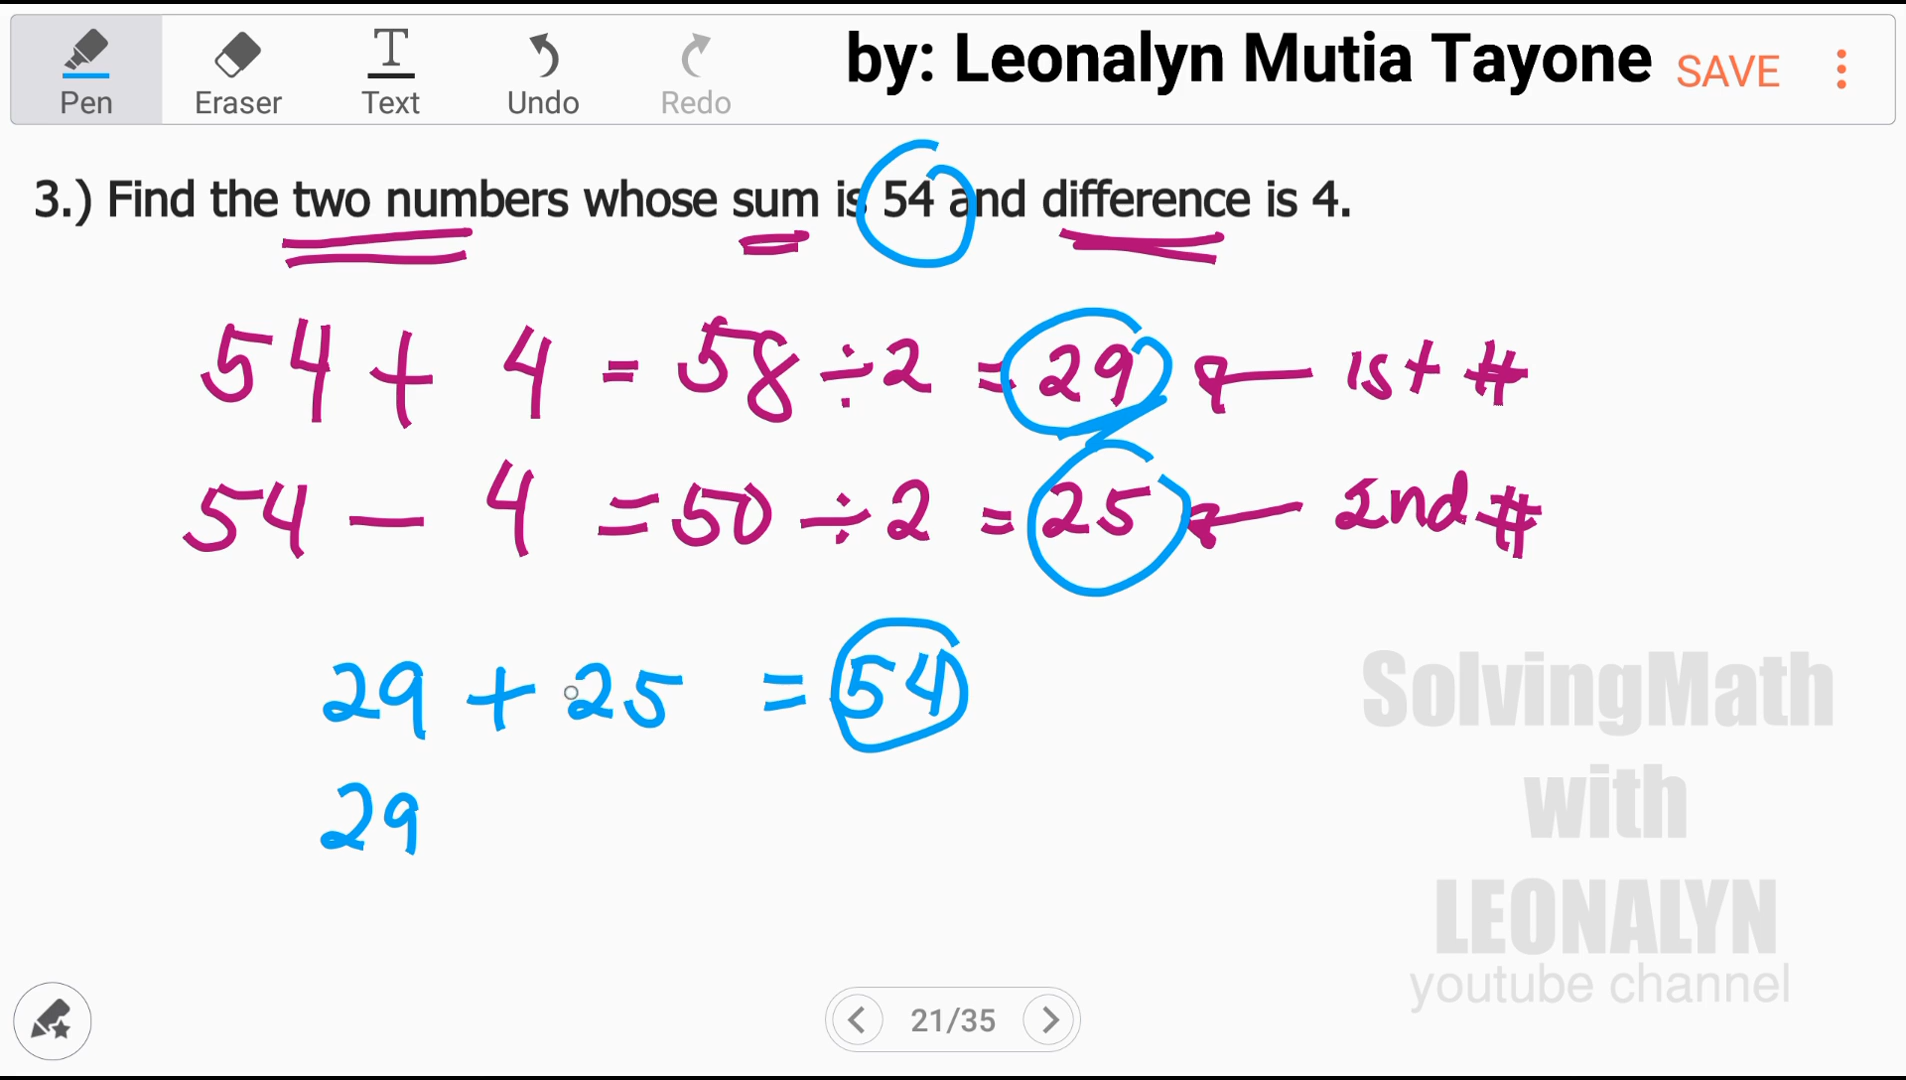 Pen Eraser Text Undo Redo by: Leonalyn Mutia Tayone SAVE
3.) Find the two numbers whose sum is 54 and difference is 4.
54 + 4 = 58 ÷ 2 = 29 ← 1st #
54 - 4 = 50 ÷ 2 = 25 ← 2nd #
29 + 25 = 54
29
SolvingMath
with
LEONALYN
youtube channel
21/35